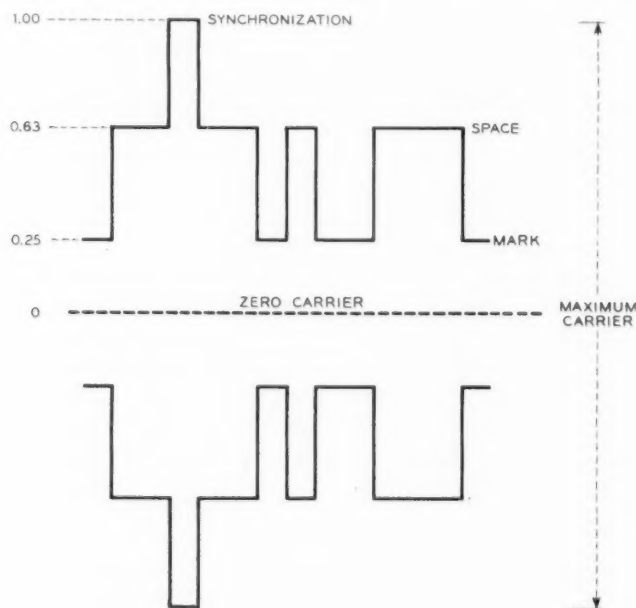 1.00
SYNCHRONIZATION
0.63
SPACE
0.25
MARK
ZERO CARRIER
0
MAXIMUM
CARRIER